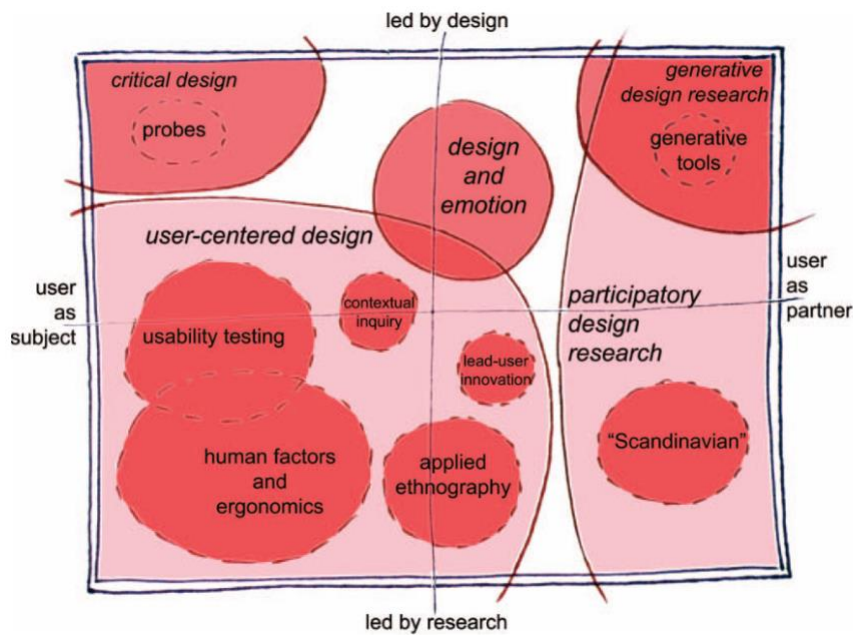 led by design
critical design
probes
generative
design research
generative
tools
design
and
emotion
user-centered design
user
as
subject
contextual
inquiry
usability testing
participatory
design
research
user
as
partner
lead-user
innovation
human factors
and
ergonomics
applied
ethnography
“Scandinavian”
led by research